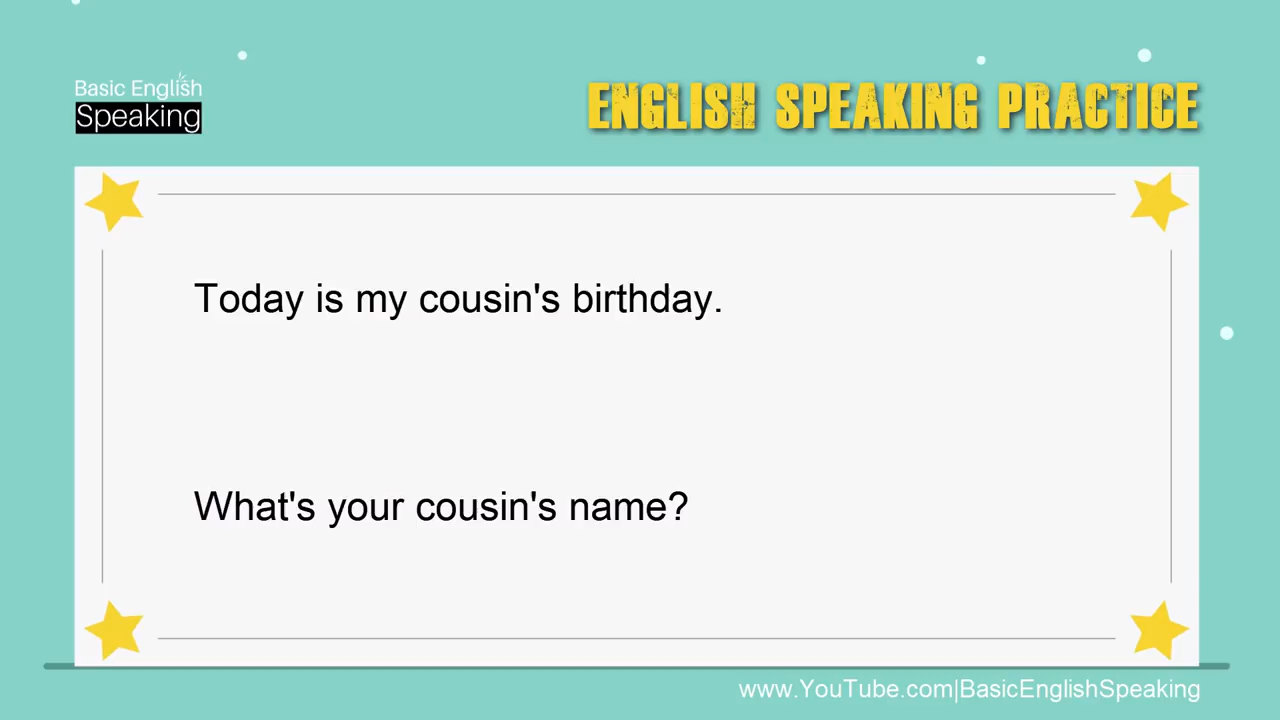 Basic English
Speaking
ENGLISH SPEAKING PRACTICE
Today is my cousin's birthday.
What's your cousin's name?
www.YouTube.com|BasicEnglishSpeaking